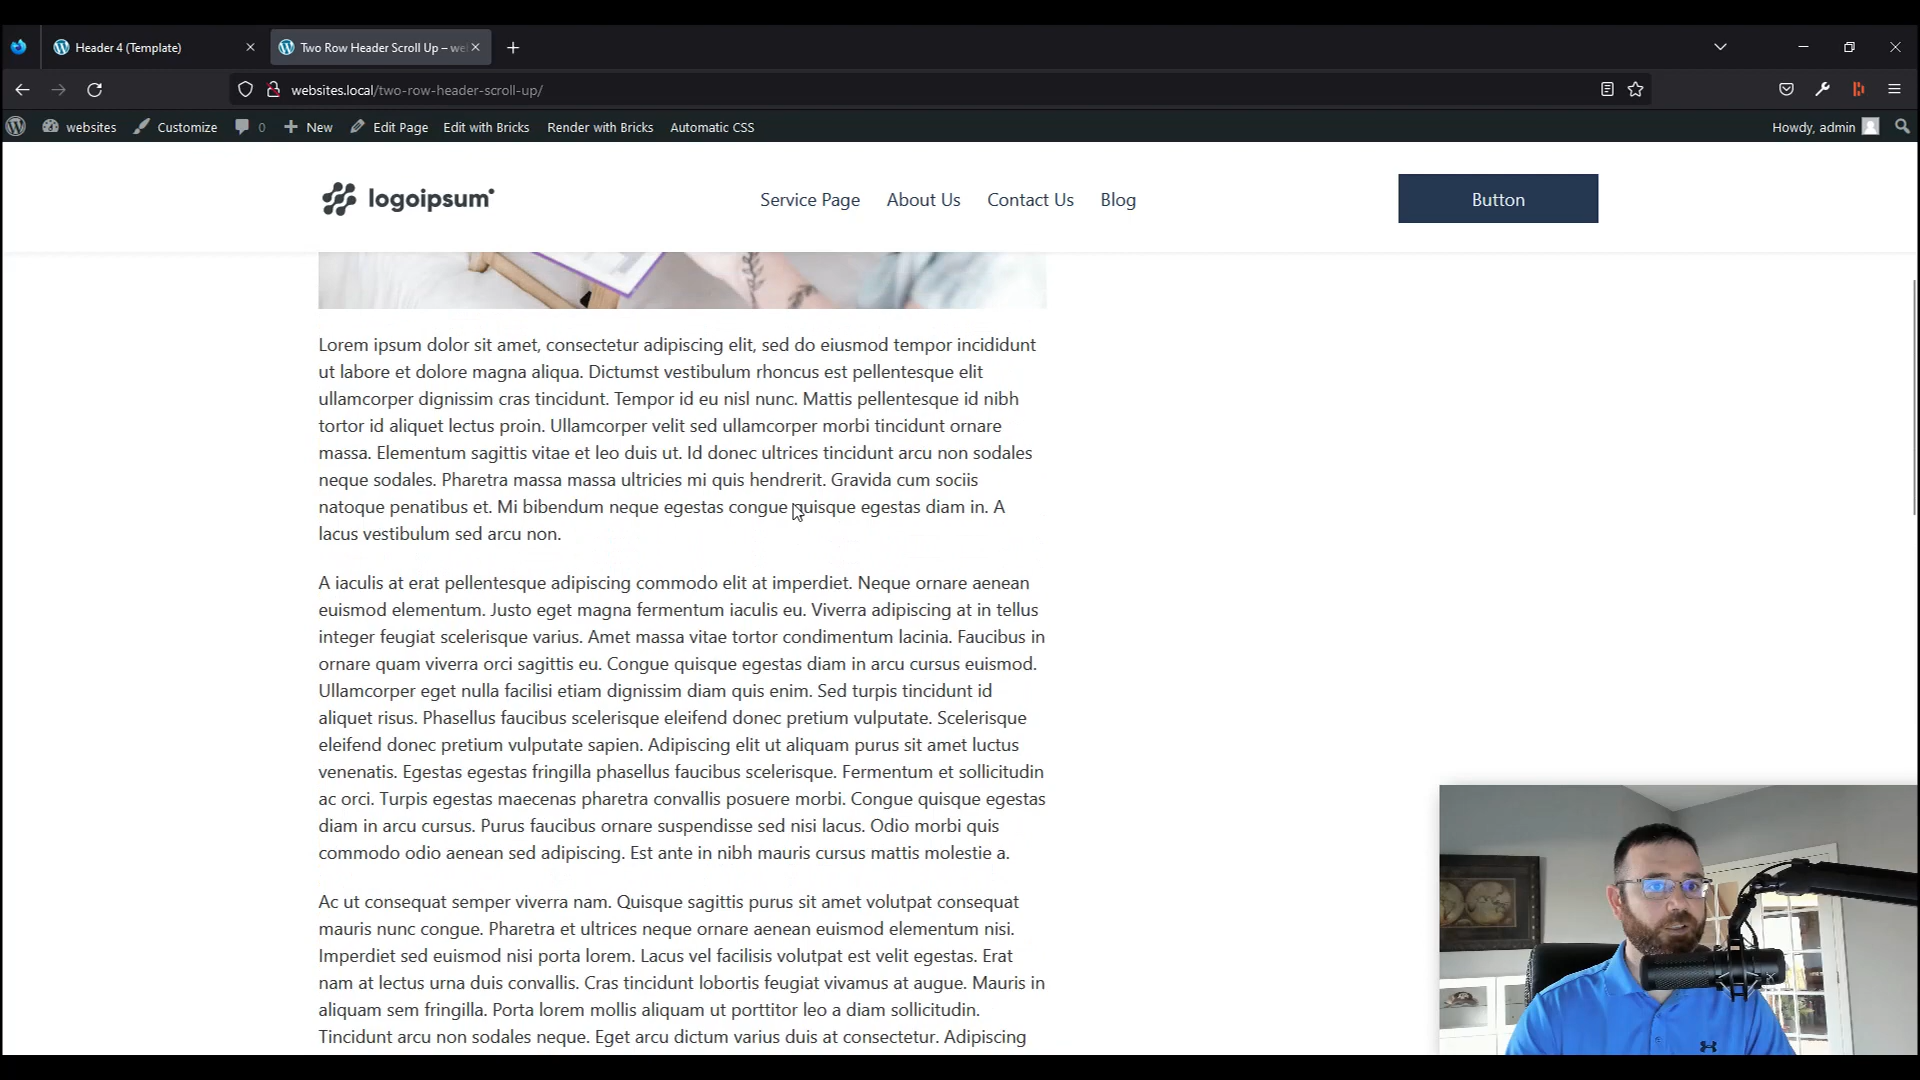 Header 4 (Template)
Two Row Header Scroll Up – we
websites.local/two-row-header-scroll-up/
websites Customize 0 New Edit Page Edit with Bricks Render with Bricks Automatic CSS Howdy, admin
logoipsum Service Page About Us Contact Us Blog Button
Lorem ipsum dolor sit amet, consectetur adipiscing elit, sed do eiusmod tempor incididunt
ut labore et dolore magna aliqua. Dictumst vestibulum rhoncus est pellentesque elit
ullamcorper dignissim cras tincidunt. Tempor id eu nisl nunc. Mattis pellentesque id nibh
tortor id aliquet lectus proin. Ullamcorper velit sed ullamcorper morbi tincidunt ornare
massa. Elementum sagittis vitae et leo duis ut. Id donec ultrices tincidunt arcu non sodales
neque sodales. Pharetra massa massa ultricies mi quis hendrerit. Gravida cum sociis
natoque penatibus et. Mi bibendum neque egestas congue quisque egestas diam in. A
lacus vestibulum sed arcu non.
A iaculis at erat pellentesque adipiscing commodo elit at imperdiet. Neque ornare aenean
euismod elementum. Justo eget magna fermentum iaculis eu. Viverra adipiscing at in tellus
integer feugiat scelerisque varius. Amet massa vitae tortor condimentum lacinia. Faucibus in
ornare quam viverra orci sagittis eu. Congue quisque egestas diam in arcu cursus euismod.
Ullamcorper eget nulla facilisi etiam dignissim diam quis enim. Sed turpis tincidunt id
aliquet risus. Phasellus faucibus scelerisque eleifend donec pretium vulputate. Scelerisque
eleifend donec pretium vulputate sapien. Adipiscing elit ut aliquam purus sit amet luctus
venenatis. Egestas egestas fringilla phasellus faucibus scelerisque. Fermentum et sollicitudin
ac orci. Turpis egestas maecenas pharetra convallis posuere morbi. Congue quisque egestas
diam in arcu cursus. Purus faucibus ornare suspendisse sed nisi lacus. Odio morbi quis
commodo odio aenean sed adipiscing. Est ante in nibh mauris cursus mattis molestie a.
Ac ut consequat semper viverra nam. Quisque sagittis purus sit amet volutpat consequat
mauris nunc congue. Pharetra et ultrices neque ornare aenean euismod elementum nisi.
Imperdiet sed euismod nisi porta lorem. Lacus vel facilisis volutpat est velit egestas. Erat
nam at lectus urna duis convallis. Cras tincidunt lobortis feugiat vivamus at augue. Mauris in
aliquam sem fringilla. Porta lorem mollis aliquam ut porttitor leo a diam sollicitudin.
Tincidunt arcu non sodales neque. Eget arcu dictum varius duis at consectetur. Adipiscing